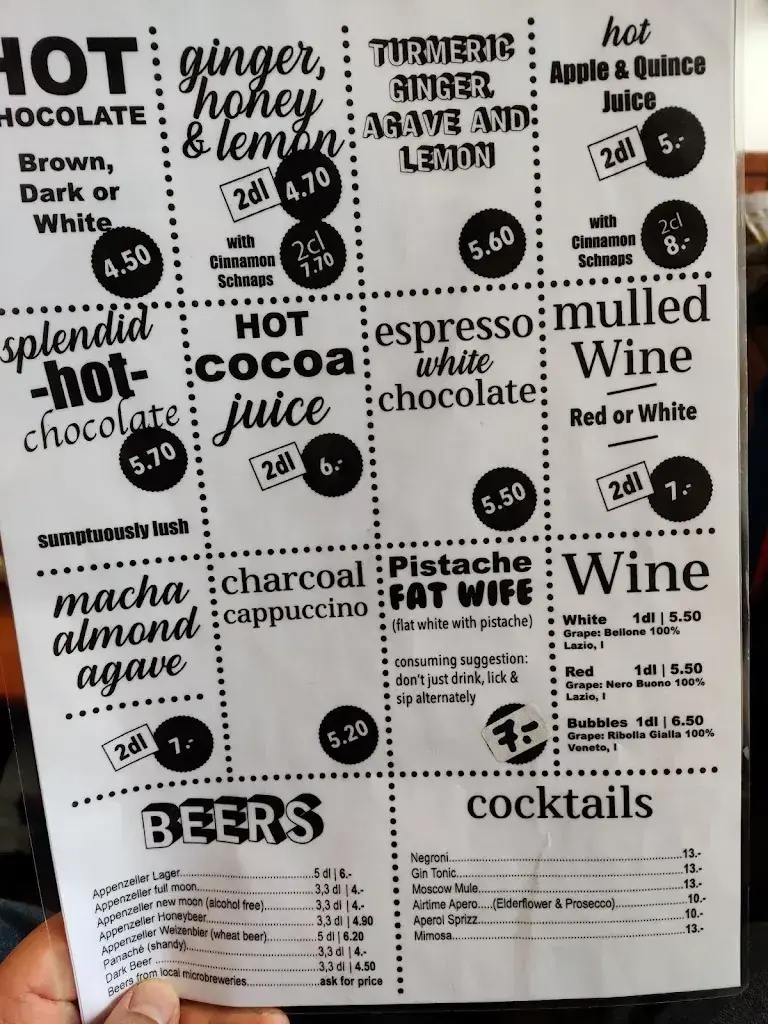 HOT
HOCOLATE
Brown,
Dark or
White
4.50
ginger,
honey
& lemon
2dl 4.70
with
Cinnamon
Schnaps
2cl
7.70
TURMERIC
GINGER
AGAVE AND
LEMON
5.60
hot
Apple & Quince
Juice
2dl 5.-
with
Cinnamon
Schnaps
2cl
8.-
splendid
-hot-
chocolate
5.70
sumptuously lush
HOT
cocoa
juice
2dl 6.-
espresso
white
chocolate
5.50
mulled
Wine
Red or White
2dl 7.-
macha
almond
agave
2dl 7.-
charcoal
cappuccino
5.20
Pistache
FAT WIFE
(flat white with pistache)
consuming suggestion:
don't just drink, lick &
sip alternately
7.-
Wine
White 1dl | 5.50
Grape: Bellone 100%
Lazio, I
Red 1dl | 5.50
Grape: Nero Buono 100%
Lazio, I
Bubbles 1dl | 6.50
Grape: Ribolla Gialla 100%
Veneto, I
BEERS
Appenzeller Lager 5 dl | 6.-
Appenzeller full moon 3,3 dl | 4.-
Appenzeller new moon (alcohol free) 3,3 dl | 4.-
Appenzeller Honeybeer 3,3 dl | 4.90
Appenzeller Weizenbier (wheat beer) 5 dl | 6.20
Panaché (shandy) 3,3 dl | 4.-
Dark Beer 3,3 dl | 4.50
Beers from local microbreweries ask for price
cocktails
Negroni 13.-
Gin Tonic 13.-
Moscow Mule 13.-
Airtime Apero (Elderflower & Prosecco) 10.-
Aperol Sprizz 10.-
Mimosa 13.-